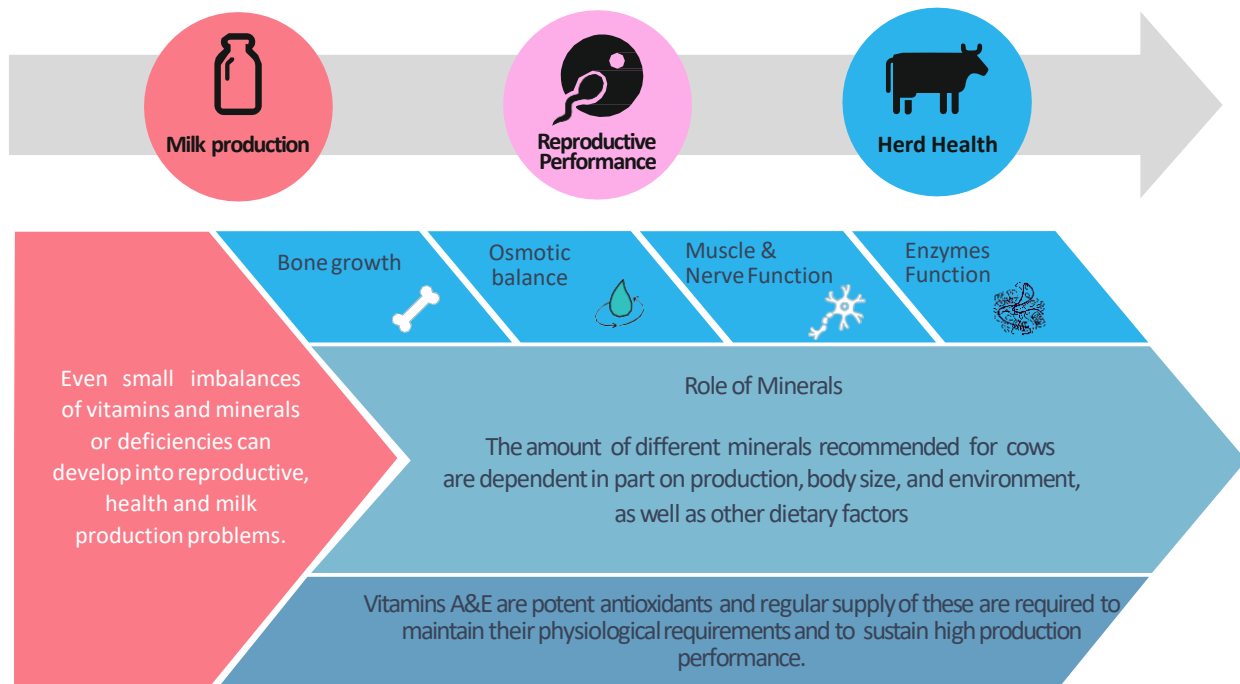 Milk production
Reproductive
Performance
Herd Health
Bone growth
Osmotic
balance
Muscle &
Nerve Function
Enzymes
Function
Even small imbalances
of vitamins and minerals
or deficiencies can
develop into reproductive,
health and milk
production problems.
Role of Minerals
The amount of different minerals recommended for cows
are dependent in part on production, body size, and environment,
as well as other dietary factors
Vitamins A&E are potent antioxidants and regular supply of these are required to
maintain their physiological requirements and to sustain high production
performance.